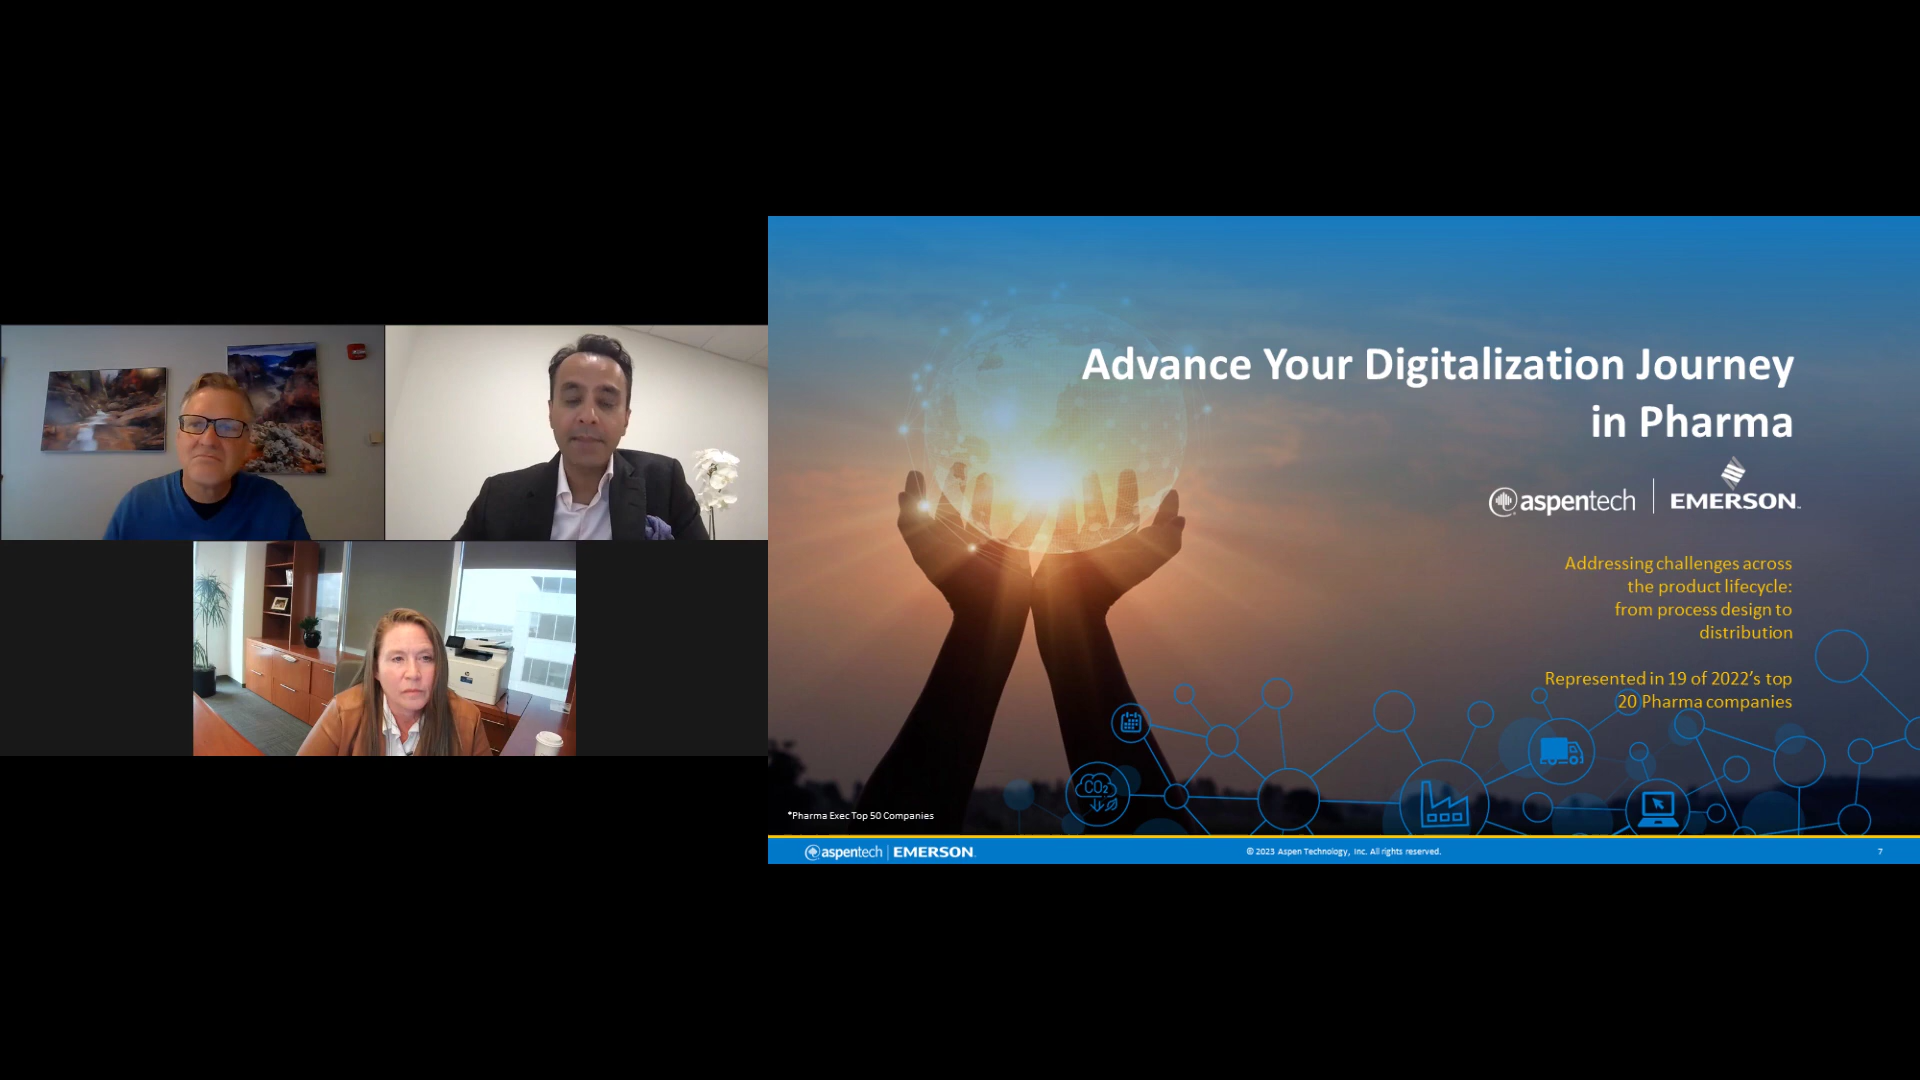 Advance Your Digitalization Journey
in Pharma
aspentech | EMERSON™
Addressing challenges across
the product lifecycle:
from process design to
distribution
Represented in 19 of 2022's top
20 Pharma companies
CO2
*Pharma Exec Top 50 Companies
aspentech | EMERSON
© 2023 Aspen Technology, Inc. All rights reserved.
7